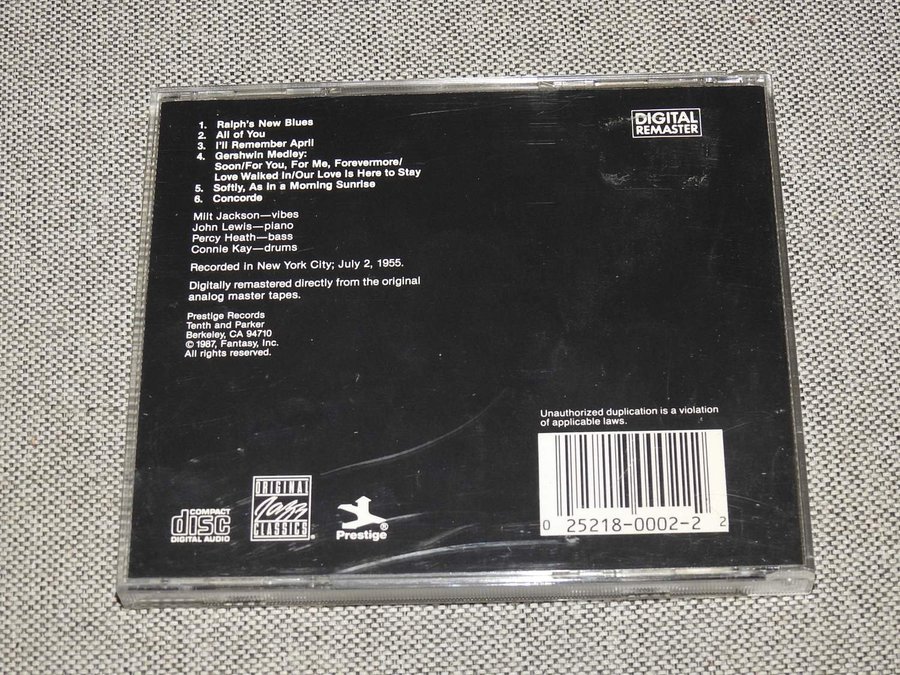 1. Ralph's New Blues
2. All of You
3. I'll Remember April
4. Gershwin Medley:
Soon/For You, For Me, Forevermore/
Love Walked In/Our Love Is Here to Stay
5. Softly, As in a Morning Sunrise
6. Concorde
Milt Jackson—vibes
John Lewis—piano
Percy Heath—bass
Connie Kay—drums
Recorded in New York City; July 2, 1955.
Digitally remastered directly from the original
analog master tapes.
Prestige Records
Tenth and Parker
Berkeley, CA 94710
© 1987, Fantasy, Inc.
All rights reserved.
DIGITAL
REMASTER
Unauthorized duplication is a violation
of applicable laws.
0 25218-0002-2 2
COMPACT
disc
DIGITAL AUDIO
ORIGINAL
Jazz
CLASSICS®
Prestige®